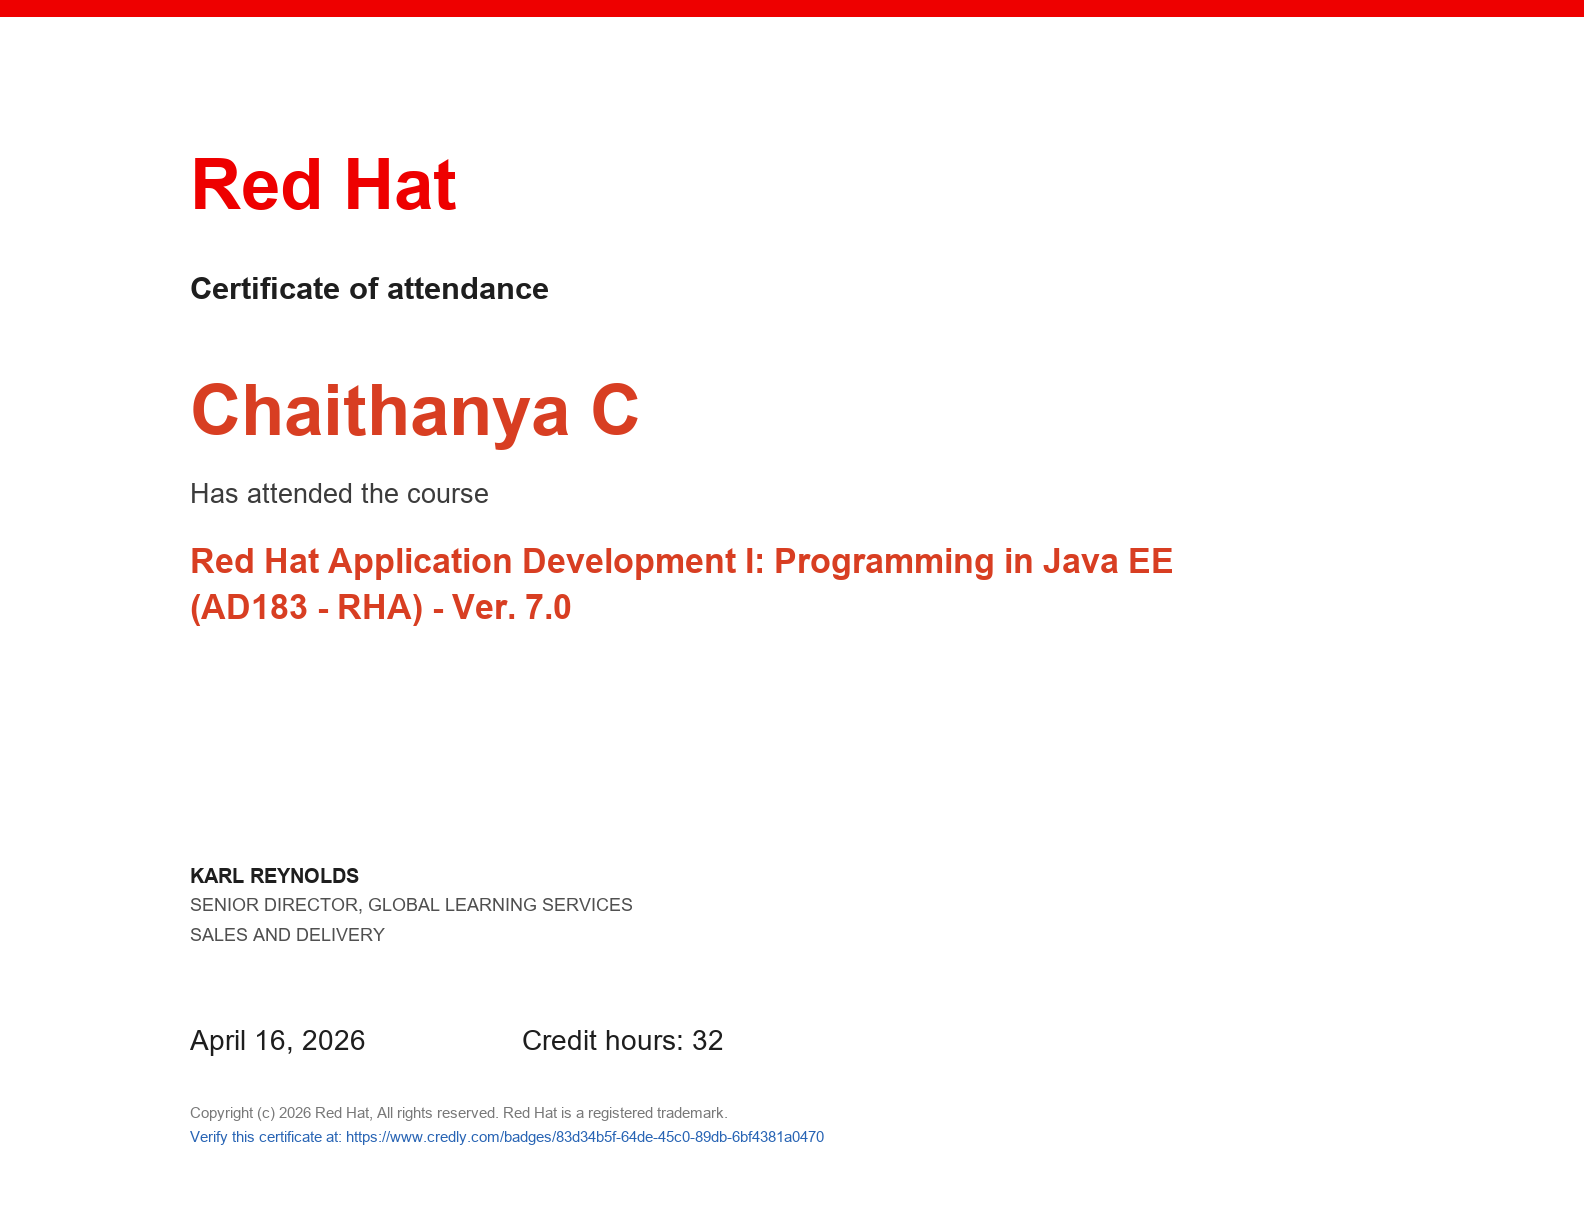 Red Hat
Certificate of attendance
Chaithanya C
Has attended the course
Red Hat Application Development I: Programming in Java EE
(AD183 - RHA) - Ver. 7.0
KARL REYNOLDS
SENIOR DIRECTOR, GLOBAL LEARNING SERVICES
SALES AND DELIVERY
April 16, 2026 Credit hours: 32
Copyright (c) 2026 Red Hat, All rights reserved. Red Hat is a registered trademark.
Verify this certificate at: https://www.credly.com/badges/83d34b5f-64de-45c0-89db-6bf4381a0470